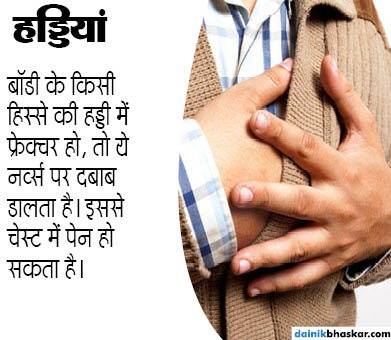 हड्डियां
बॉडी के किसी
हिस्से की हड्डी में
फ्रेक्चर हो, तो ये
नर्व्स पर दबाब
डालता है। इससे
चेस्ट में पेन हो
सकता है।
dainikbhaskar.com